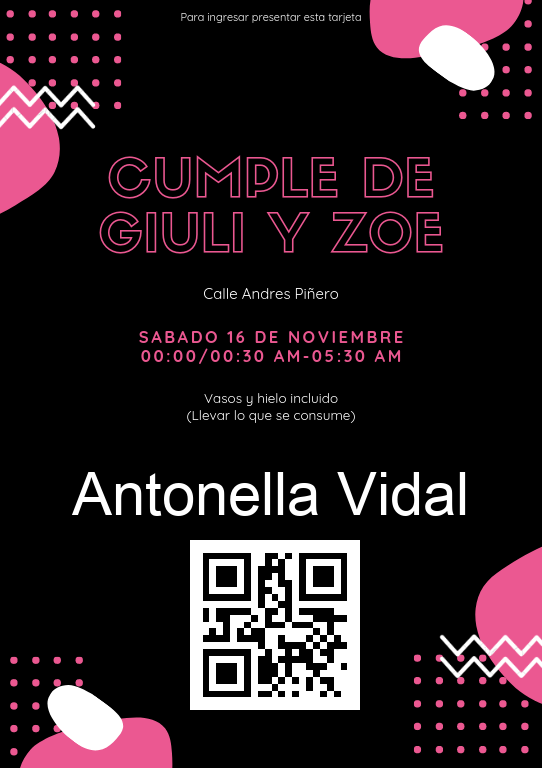 Para ingresar presentar esta tarjeta
CUMPLE DE
GIULI Y ZOE
Calle Andres Piñero
SABADO 16 DE NOVIEMBRE
00:00/00:30 AM-05:30 AM
Vasos y hielo incluido
(Llevar lo que se consume)
Antonella Vidal